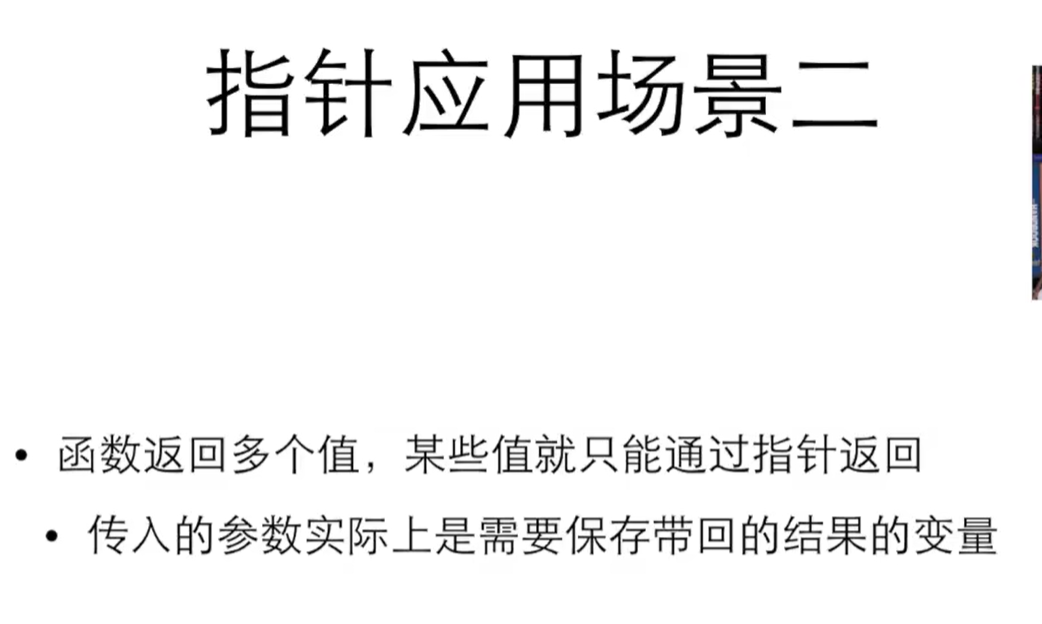 指针应用场景二
• 函数返回多个值，某些值就只能通过指针返回
• 传入的参数实际上是需要保存带回的结果的变量